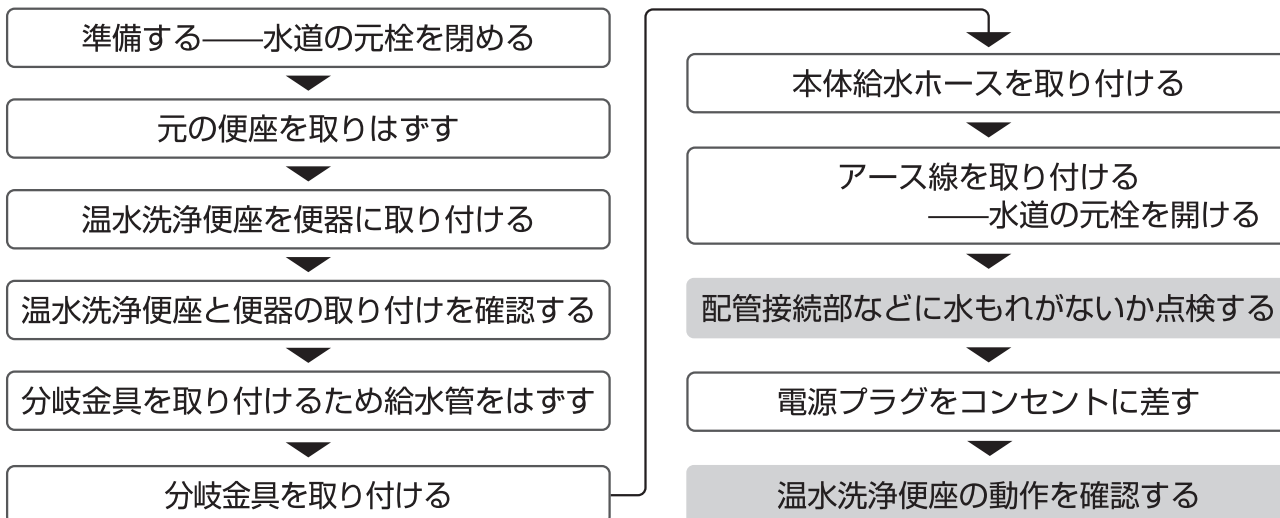 準備する――水道の元栓を閉める
元の便座を取りはずす
温水洗浄便座を便器に取り付ける
温水洗浄便座と便器の取り付けを確認する
分岐金具を取り付けるため給水管をはずす
分岐金具を取り付ける
本体給水ホースを取り付ける
アース線を取り付ける
――水道の元栓を開ける
配管接続部などに水もれがないか点検する
電源プラグをコンセントに差す
温水洗浄便座の動作を確認する